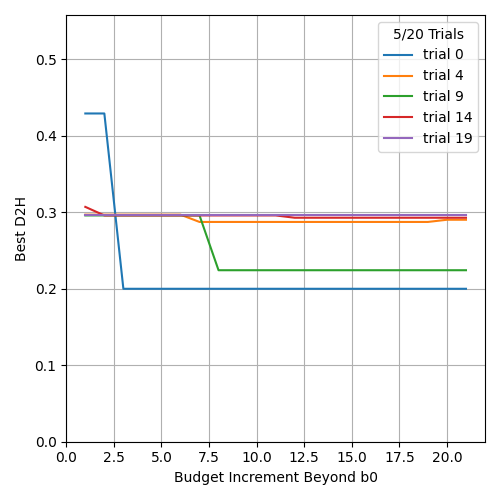 5/20 Trials
trial 0
trial 4
trial 9
trial 14
trial 19
Best D2H
0.5
0.4
0.3
0.2
0.1
0.0
0.0 2.5 5.0 7.5 10.0 12.5 15.0 17.5 20.0
Budget Increment Beyond b0